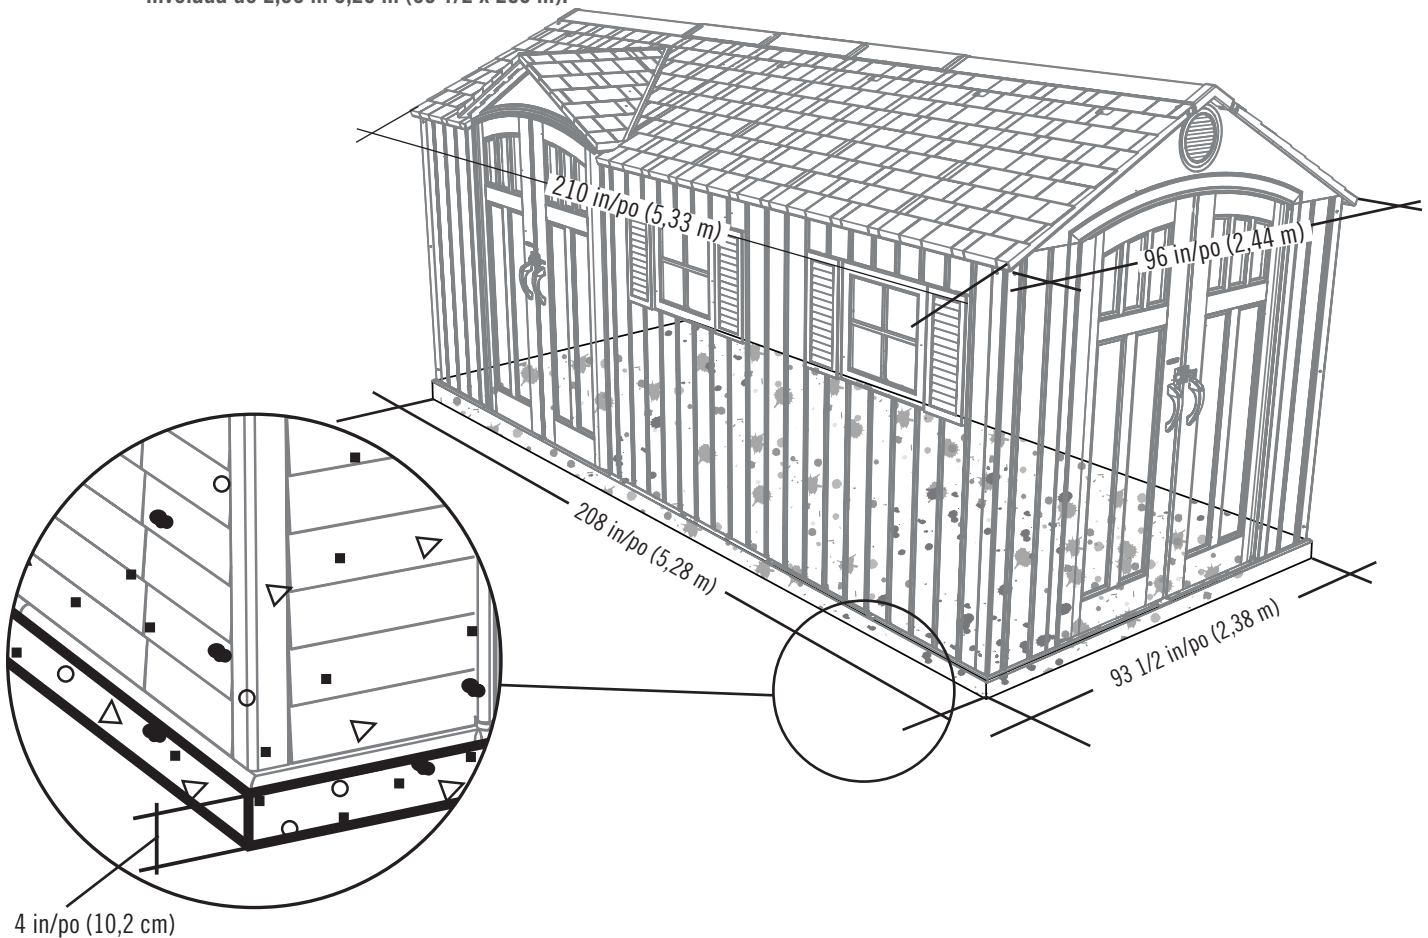 210 in/po (5,33 m)
96 in/po (2,44 m)
208 in/po (5,28 m)
93 1/2 in/po (2,38 m)
4 in/po (10,2 cm)